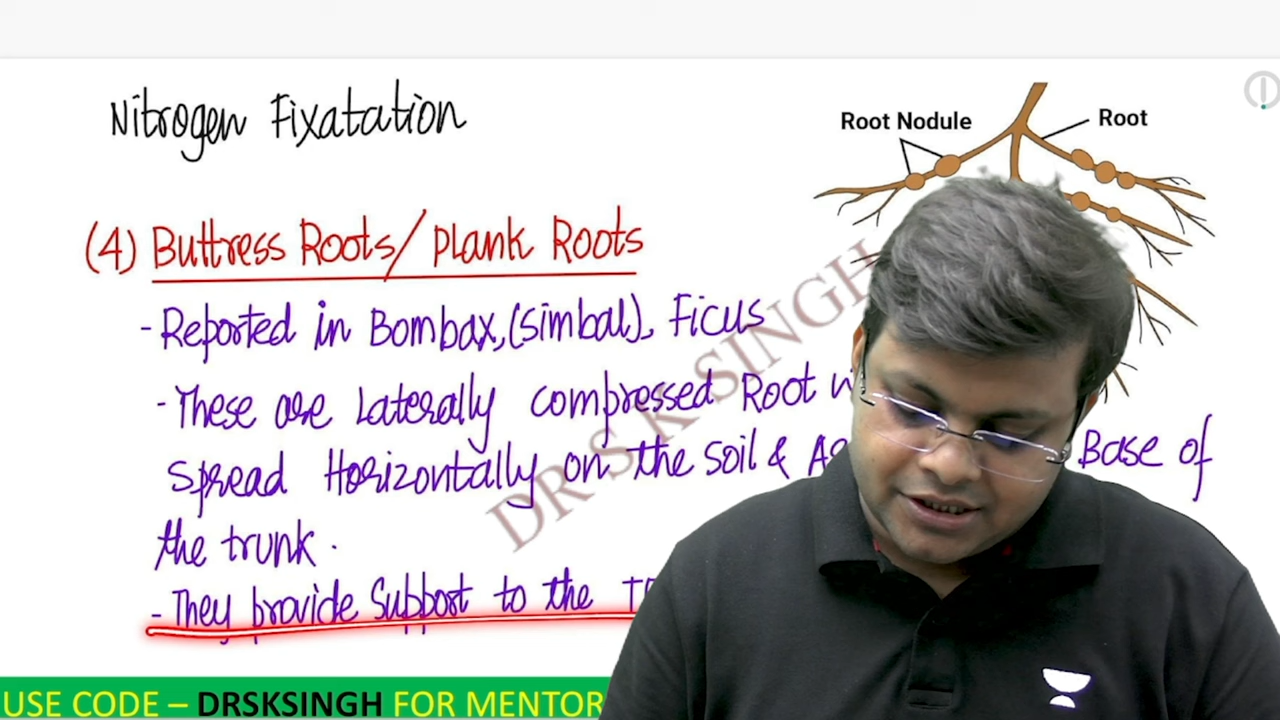 Nitrogen Fixatation
Root Nodule
Root
(4) Buttress Roots/Plank Roots
- Reported in Bombax, (Simbal), Ficus
- These are Laterally compressed Root
spread Horizontally on the soil & Base of
the trunk.
- They provide Support to the
DR S K SINGH
USE CODE – DRSKSINGH FOR MENTOR